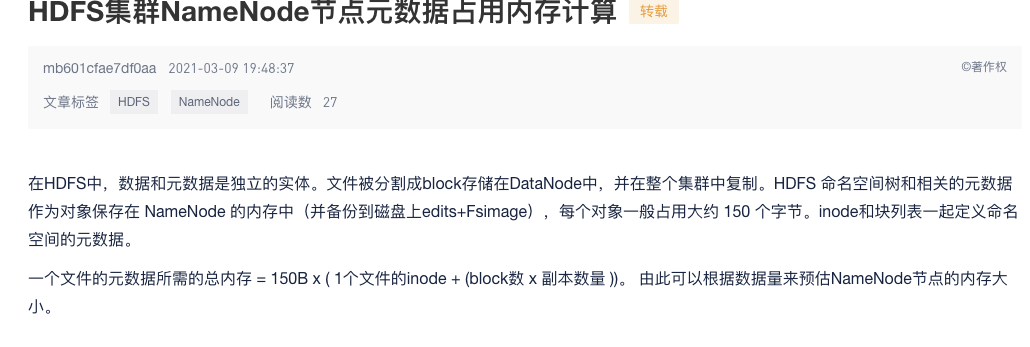 HDFS集群NameNode节点元数据占用内存计算 转载
mb601cfae7df0aa 2021-03-09 19:48:37 ©著作权
文章标签 HDFS NameNode 阅读数 27
在HDFS中，数据和元数据是独立的实体。文件被分割成block存储在DataNode中，并在整个集群中复制。HDFS 命名空间树和相关的元数据
作为对象保存在 NameNode 的内存中（并备份到磁盘上edits+Fsimage），每个对象一般占用大约 150 个字节。inode和块列表一起定义命名
空间的元数据。
一个文件的元数据所需的总内存 = 150B x ( 1个文件的inode + (block数 x 副本数量 ))。 由此可以根据数据量来预估NameNode节点的内存大
小。